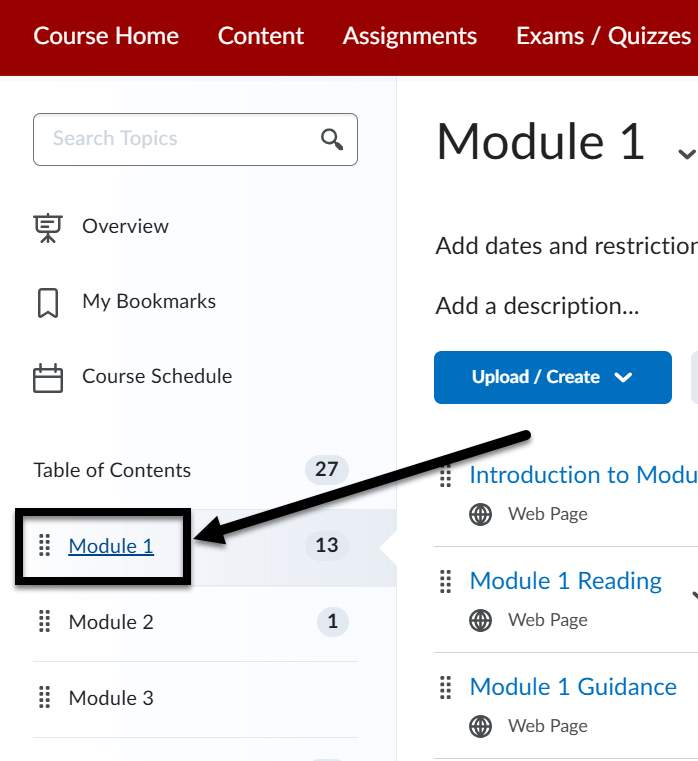 Course Home Content Assignments Exams / Quizzes
Search Topics
Overview
My Bookmarks
Course Schedule
Table of Contents 27
Module 1 13
Module 2 1
Module 3
Module 1
Add dates and restriction
Add a description...
Upload / Create
Introduction to Modu
Web Page
Module 1 Reading
Web Page
Module 1 Guidance
Web Page